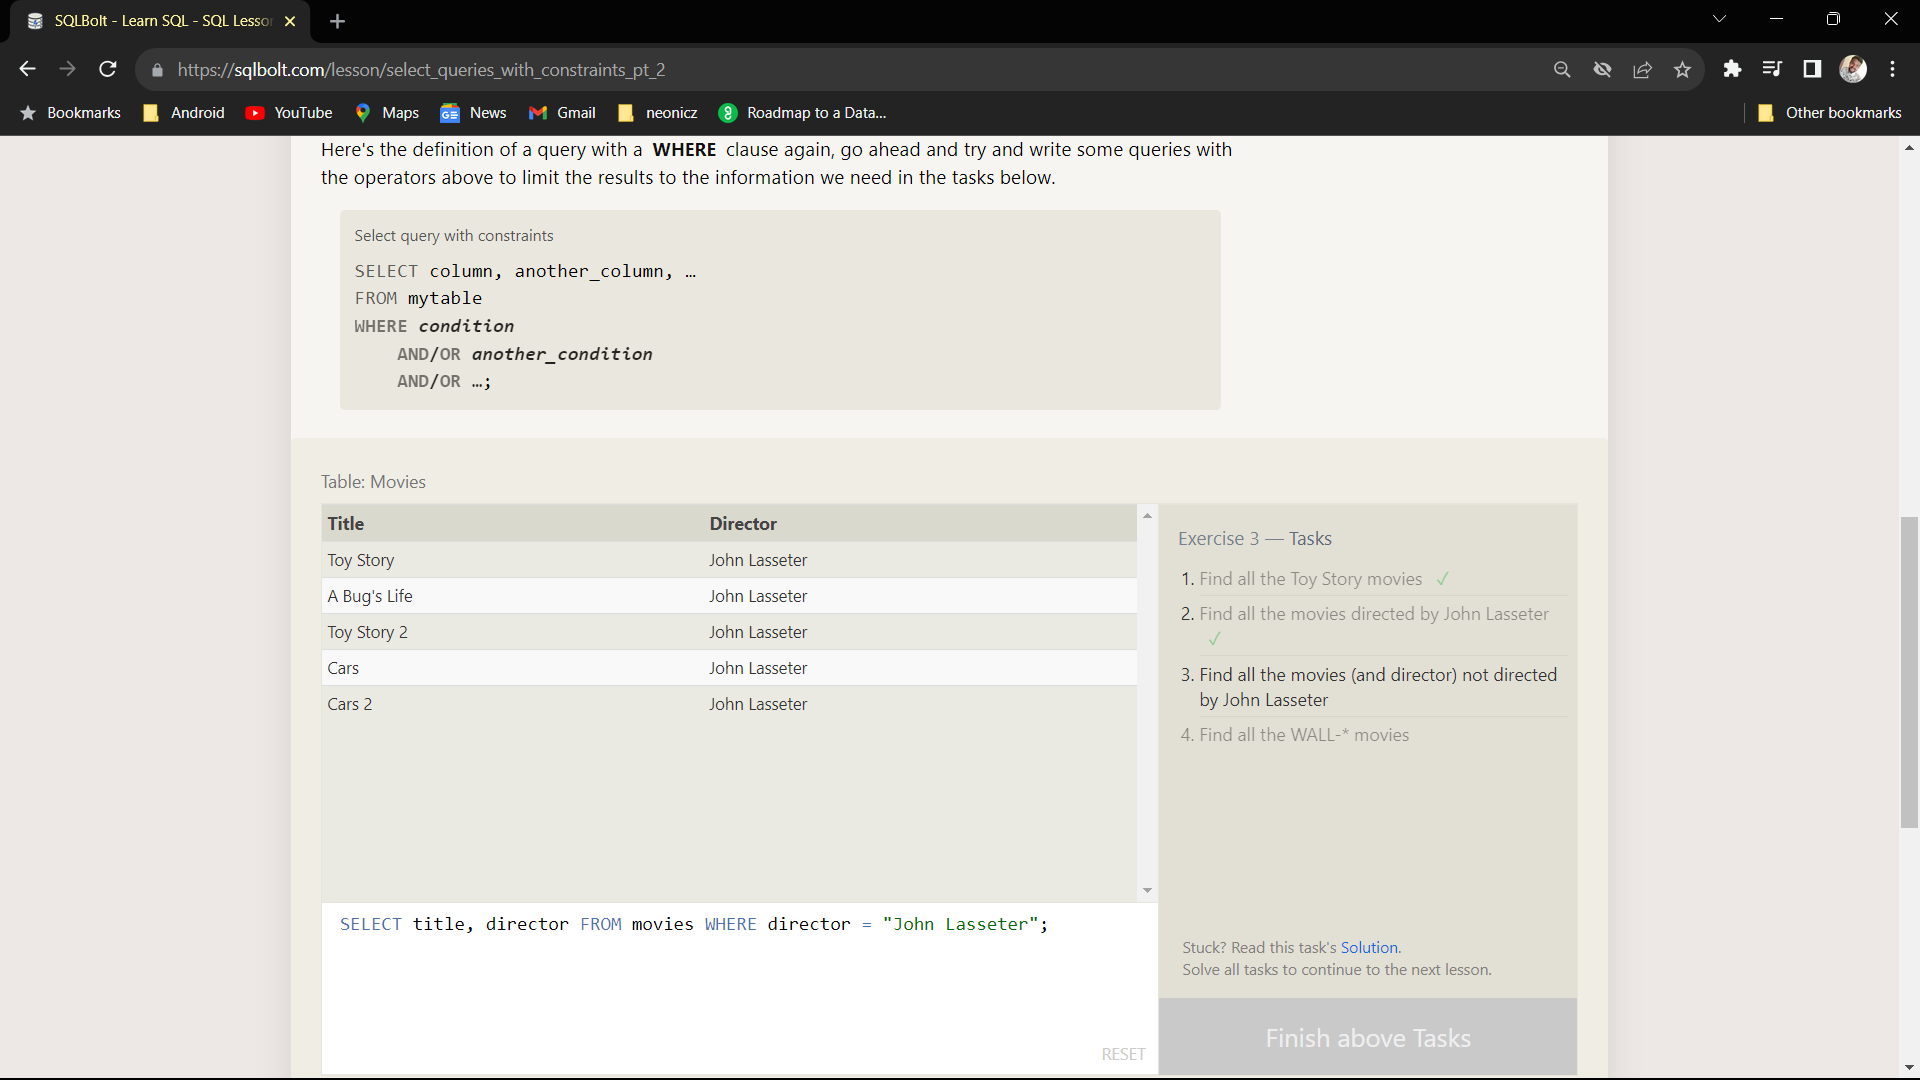 SQLBolt - Learn SQL - SQL Lesso
https://sqlbolt.com/lesson/select_queries_with_constraints_pt_2
Bookmarks Android YouTube Maps News Gmail neonicz Roadmap to a Data... Other bookmarks
Here's the definition of a query with a WHERE clause again, go ahead and try and write some queries with
the operators above to limit the results to the information we need in the tasks below.
Select query with constraints
SELECT column, another_column, …
FROM mytable
WHERE condition
AND/OR another_condition
AND/OR …;
Table: Movies
Title Director
Toy Story John Lasseter
A Bug's Life John Lasseter
Toy Story 2 John Lasseter
Cars John Lasseter
Cars 2 John Lasseter
SELECT title, director FROM movies WHERE director = "John Lasseter";
RESET
Exercise 3 — Tasks
1. Find all the Toy Story movies ✓
2. Find all the movies directed by John Lasseter
✓
3. Find all the movies (and director) not directed
by John Lasseter
4. Find all the WALL-* movies
Stuck? Read this task's Solution.
Solve all tasks to continue to the next lesson.
Finish above Tasks